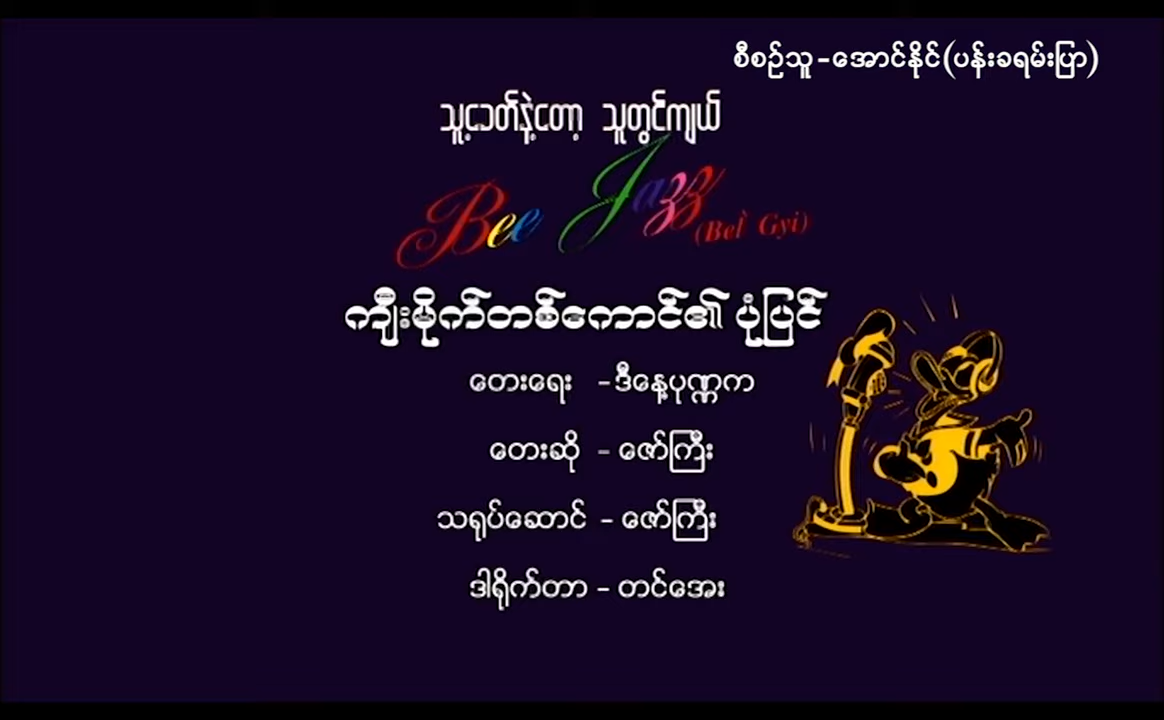 စီစဉ်သူ-အောင်နိုင်(ပန်းခရမ်းပြာ)
သူ့ခေတ်နဲ့တော့ သူတွင်ကျယ်
Bee Jazz (Bel' Gyi)
ကျီးမိုက်တစ်ကောင်၏ ပုံပြင်
တေးရေး - ဒီနေ့ပုဏ္ဏက
တေးဆို - ဇော်ကြီး
သရုပ်ဆောင် - ဇော်ကြီး
ဒါရိုက်တာ - တင်အေး